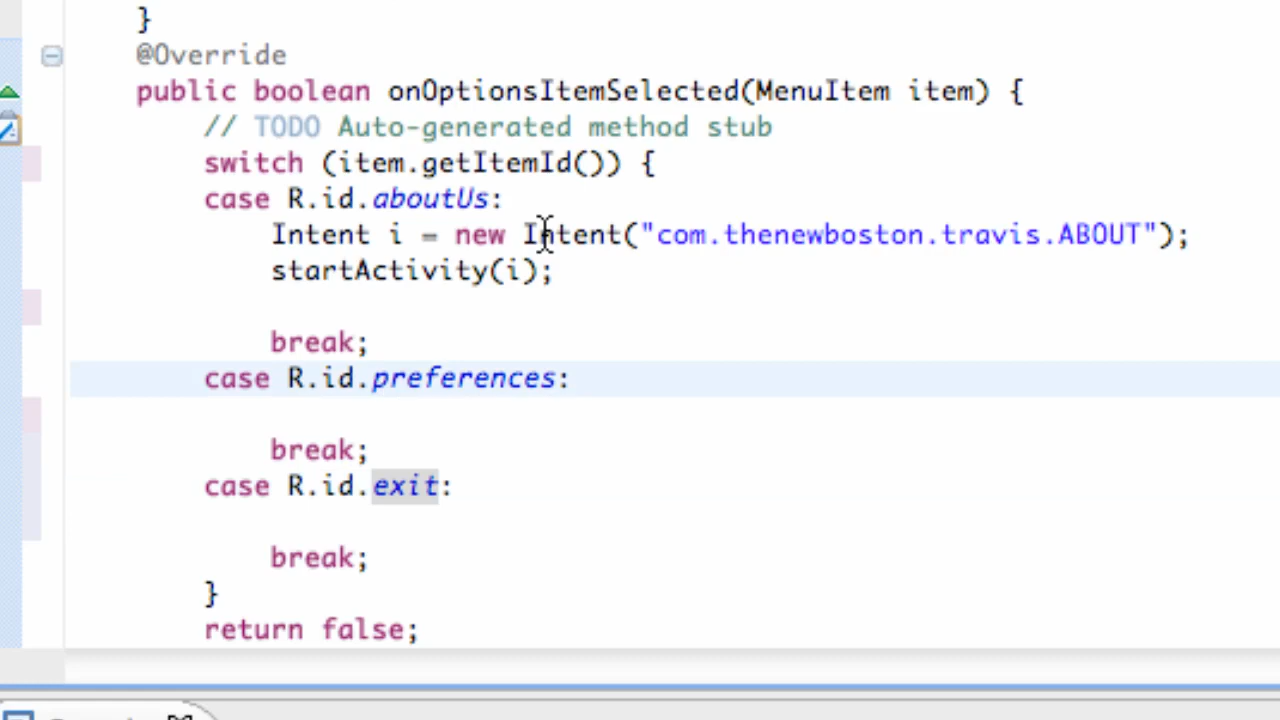 }
@Override
public boolean onOptionsItemSelected(MenuItem item) {
// TODO Auto-generated method stub
switch (item.getItemId()) {
case R.id.aboutUs:
Intent i = new Intent("com.thenewboston.travis.ABOUT");
startActivity(i);
break;
case R.id.preferences:
break;
case R.id.exit:
break;
}
return false;